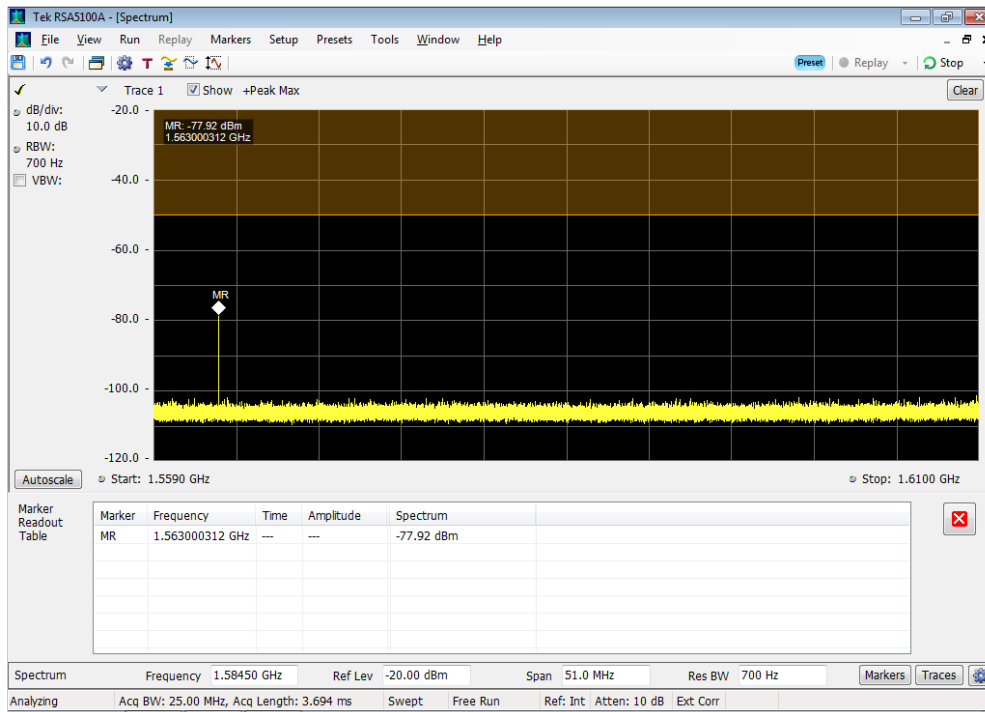 Tek RSA5100A - [Spectrum]
File View Run Replay Markers Setup Presets Tools Window Help
T Preset Replay Stop
Trace 1 Show +Peak Max Clear
dB/div:
10.0 dB
RBW:
700 Hz
VBW:
-20.0
-40.0
-60.0
-80.0
-100.0
-120.0
MR: -77.92 dBm
1.563000312 GHz
MR
Autoscale Start: 1.5590 GHz Stop: 1.6100 GHz
Marker
Readout
Table
Marker Frequency Time Amplitude Spectrum
MR 1.563000312 GHz --- --- -77.92 dBm
Spectrum Frequency 1.58450 GHz Ref Lev -20.00 dBm Span 51.0 MHz Res BW 700 Hz Markers Traces
Analyzing Acq BW: 25.00 MHz, Acq Length: 3.694 ms Swept Free Run Ref: Int Atten: 10 dB Ext Corr